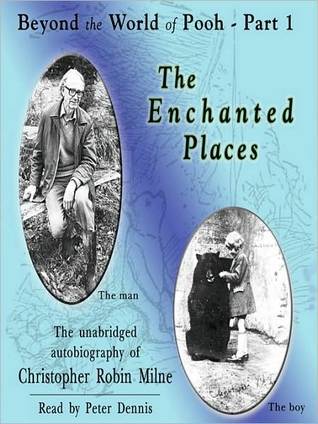 Beyond the World of Pooh - Part 1
The
Enchanted
Places
The man
The unabridged
autobiography of
Christopher Robin Milne
Read by Peter Dennis
The boy